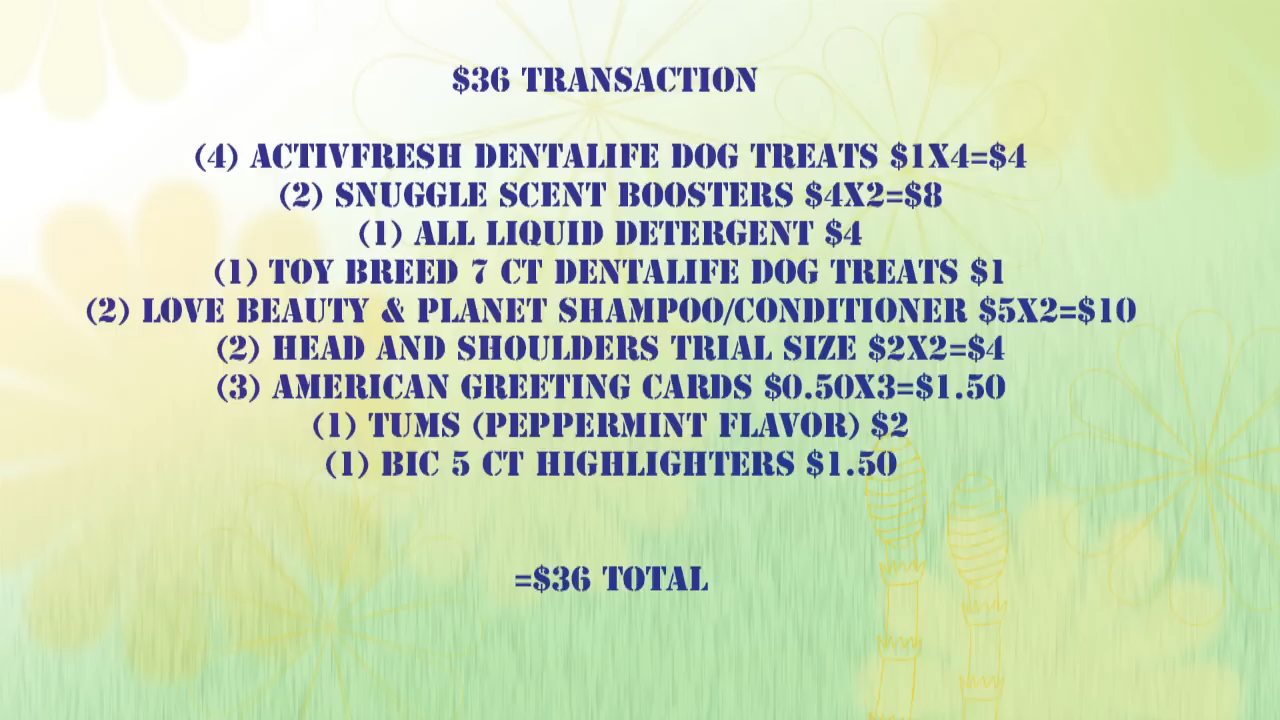 $36 TRANSACTION
(4) ACTIVFRESH DENTALIFE DOG TREATS $1X4=$4
(2) SNUGGLE SCENT BOOSTERS $4X2=$8
(1) ALL LIQUID DETERGENT $4
(1) TOY BREED 7 CT DENTALIFE DOG TREATS $1
(2) LOVE BEAUTY & PLANET SHAMPOO/CONDITIONER $5X2=$10
(2) HEAD AND SHOULDERS TRIAL SIZE $2X2=$4
(3) AMERICAN GREETING CARDS $0.50X3=$1.50
(1) TUMS (PEPPERMINT FLAVOR) $2
(1) BIC 5 CT HIGHLIGHTERS $1.50
=$36 TOTAL